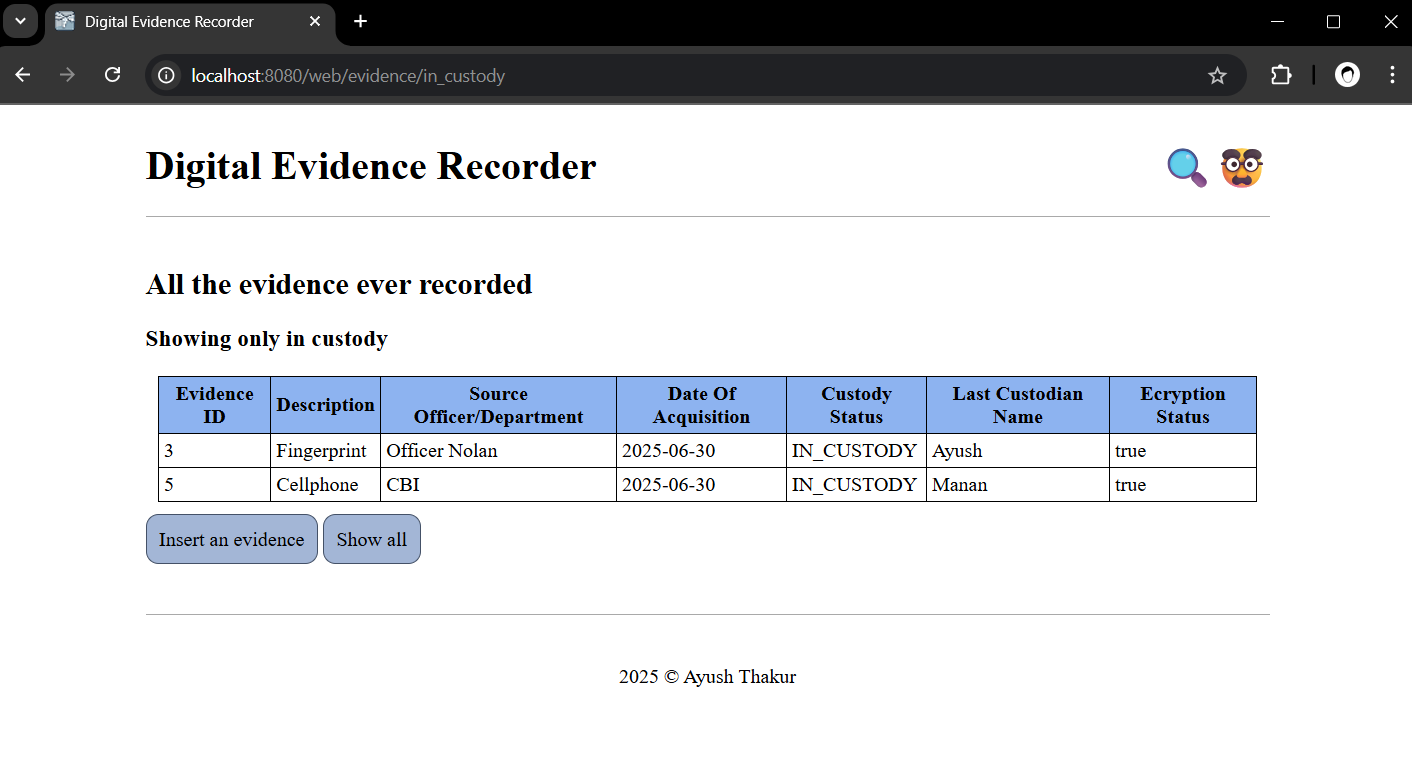 Digital Evidence Recorder
localhost:8080/web/evidence/in_custody
Digital Evidence Recorder
All the evidence ever recorded
Showing only in custody
Evidence ID Description Source Officer/Department Date Of Acquisition Custody Status Last Custodian Name Ecryption Status
3 Fingerprint Officer Nolan 2025-06-30 IN_CUSTODY Ayush true
5 Cellphone CBI 2025-06-30 IN_CUSTODY Manan true
Insert an evidence Show all
2025 © Ayush Thakur